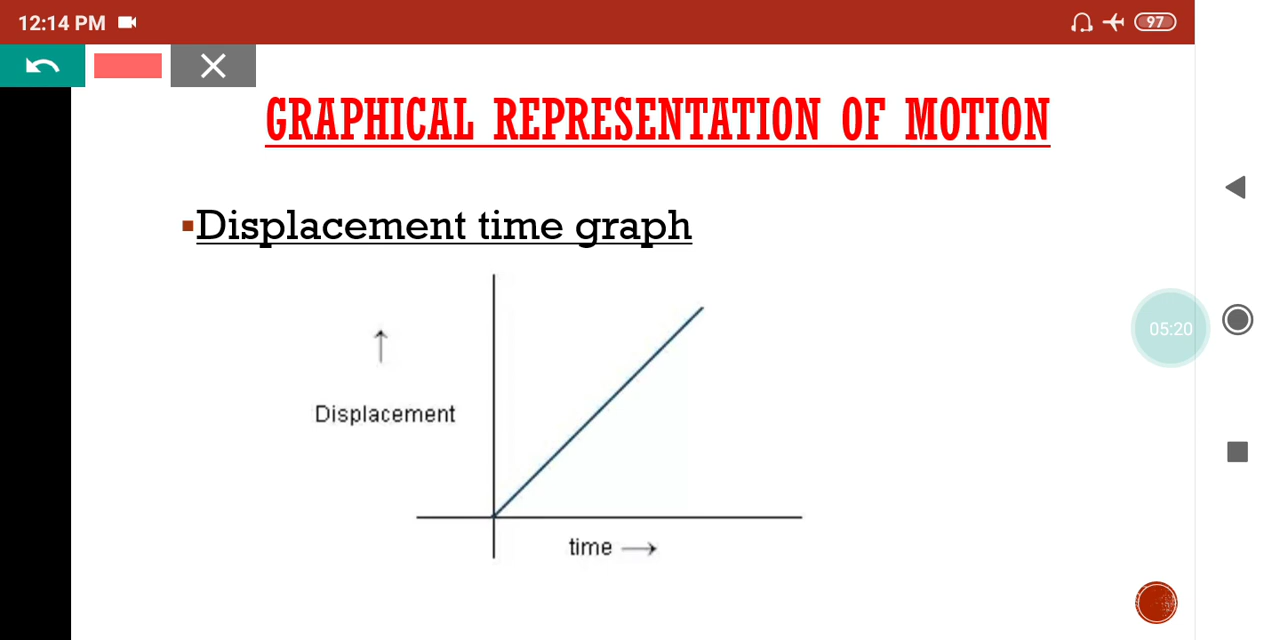 12:14 PM
97
GRAPHICAL REPRESENTATION OF MOTION
Displacement time graph
Displacement
05:20
time